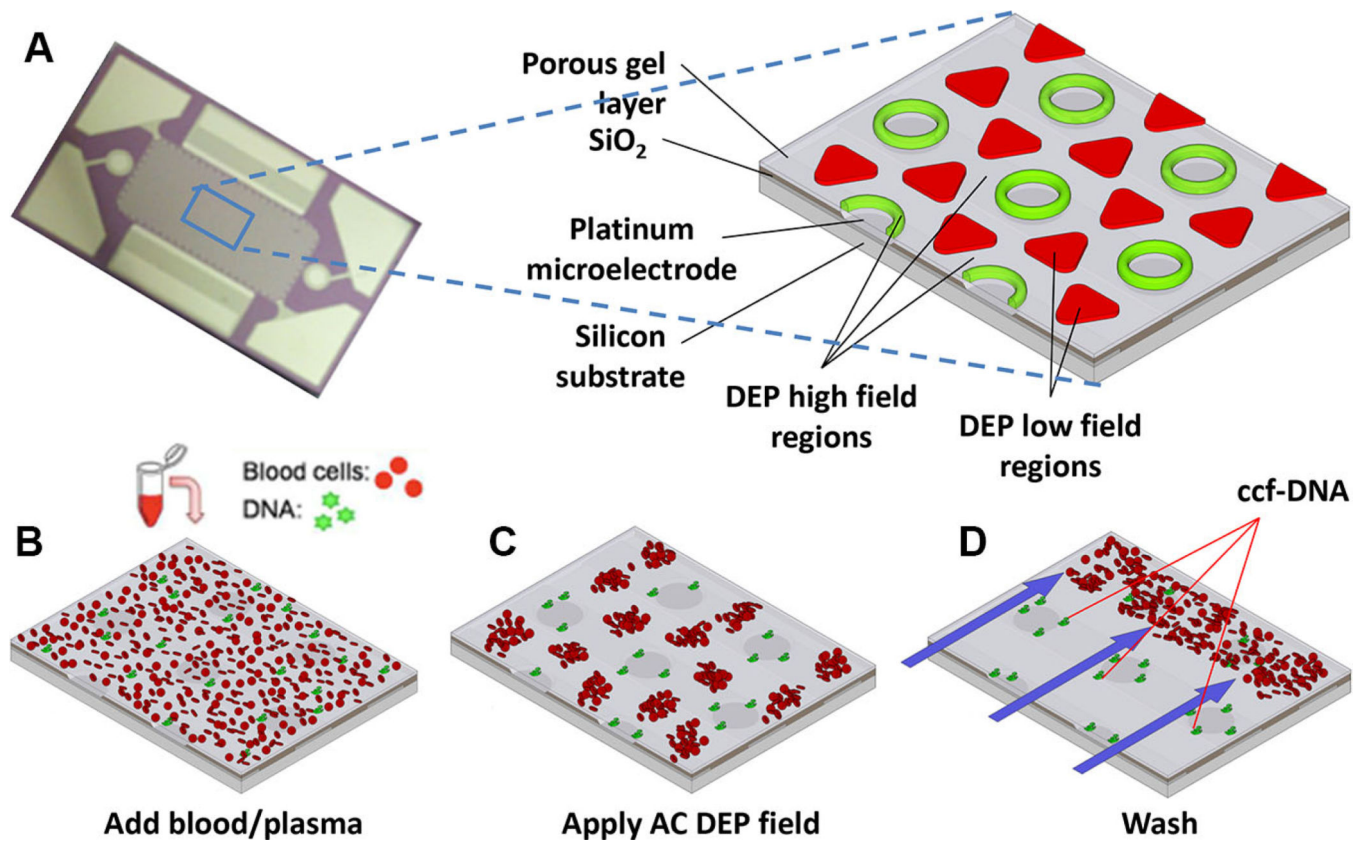 A
Porous gel
layer
SiO₂
Platinum
microelectrode
Silicon
substrate
DEP high field
regions
DEP low field
regions
Blood cells:
DNA:
ccf-DNA
B
C
D
Add blood/plasma
Apply AC DEP field
Wash